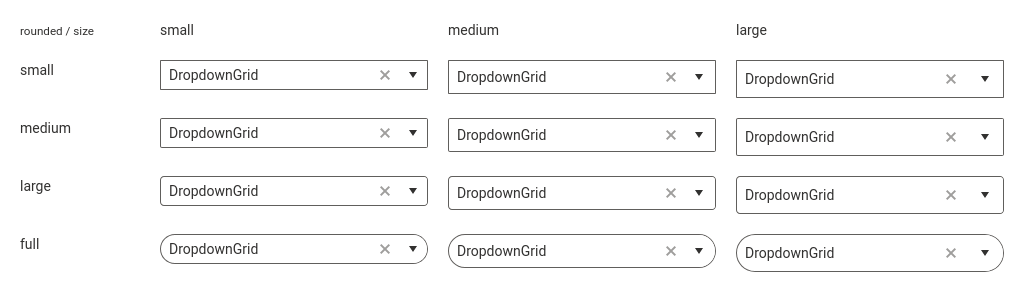 rounded / size small medium large
small DropdownGrid DropdownGrid DropdownGrid
medium DropdownGrid DropdownGrid DropdownGrid
large DropdownGrid DropdownGrid DropdownGrid
full DropdownGrid DropdownGrid DropdownGrid